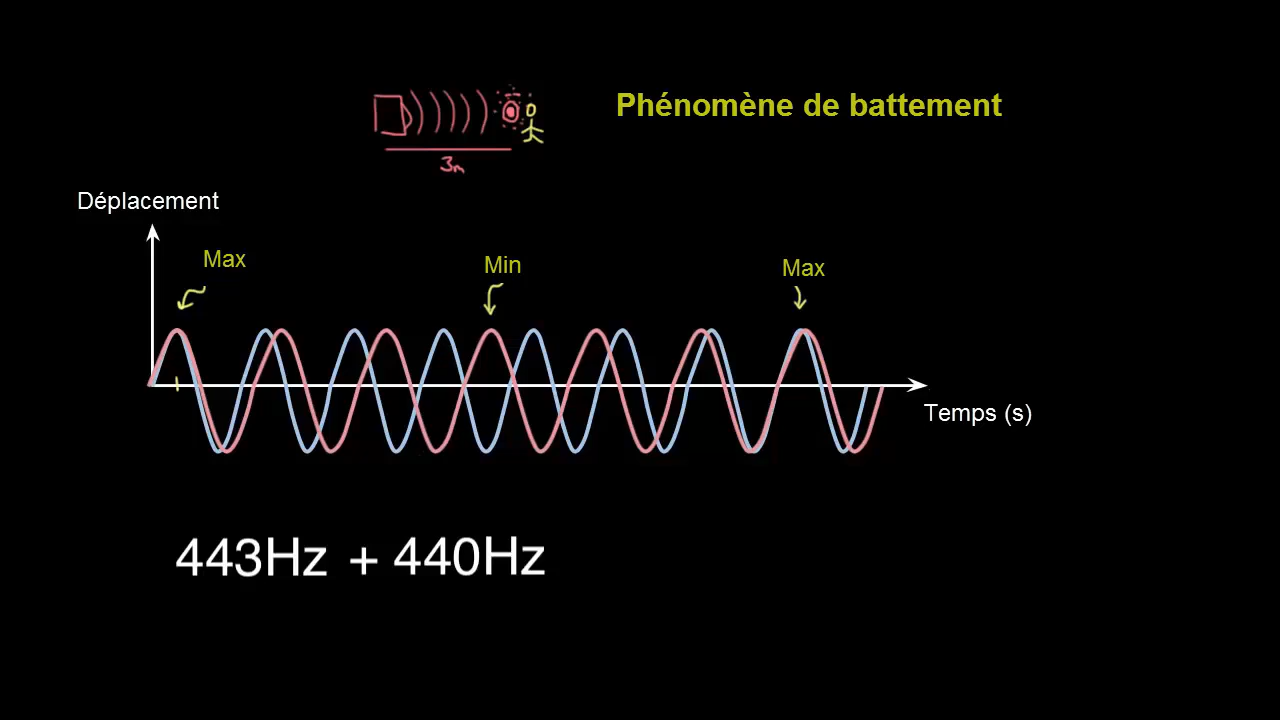 Phénomène de battement
3m
Déplacement
Max
Min
Max
Temps (s)
443Hz + 440Hz